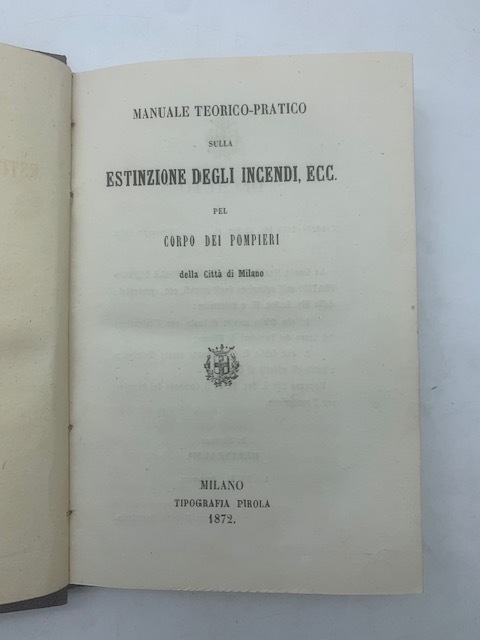 MANUALE TEORICO-PRATICO
SULLA
ESTINZIONE DEGLI INCENDI, ECC.
PEL
CORPO DEI POMPIERI
della Città di Milano
MILANO
TIPOGRAFIA PIROLA
1872.